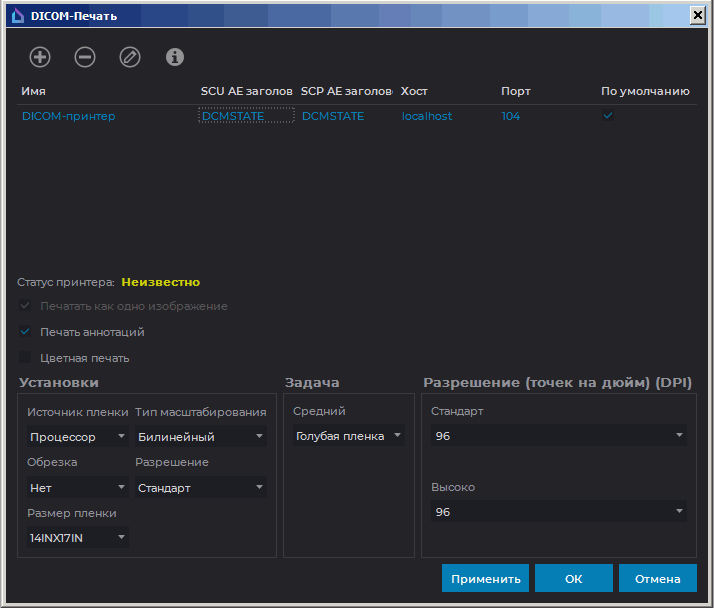 DICOM-Печать
Имя SCU AE заголов SCP AE заголов Хост Порт По умолчанию
DICOM-принтер DCMSTATE DCMSTATE localhost 104
Статус принтера: Неизвестно
Печатать как одно изображение
Печать аннотаций
Цветная печать
Установки Задача Разрешение (точек на дюйм) (DPI)
Источник пленки Тип масштабирования Средний Стандарт
Процессор Билинейный Голубая пленка 96
Обрезка Разрешение
Нет Стандарт Высоко
Размер пленки 96
14INX17IN
Применить ОК Отмена